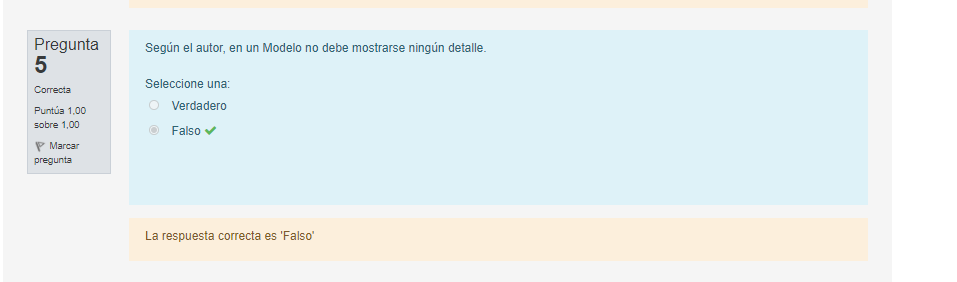 Pregunta
5
Correcta
Puntúa 1,00
sobre 1,00
Marcar
pregunta
Según el autor, en un Modelo no debe mostrarse ningún detalle.
Seleccione una:
Verdadero
Falso
La respuesta correcta es 'Falso'